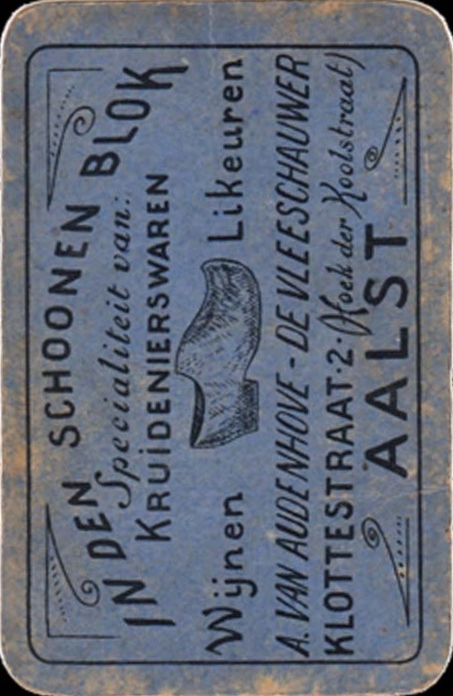 IN DEN SCHOONEN BLOK
Specialiteit van:
KRUIDENIERSWAREN
Wijnen Likeuren
A. VAN AUDENHOVE - DE VLEESCHAUWER
KLOTTESTRAAT·2·(Hoek der Koolstraat)
AALST